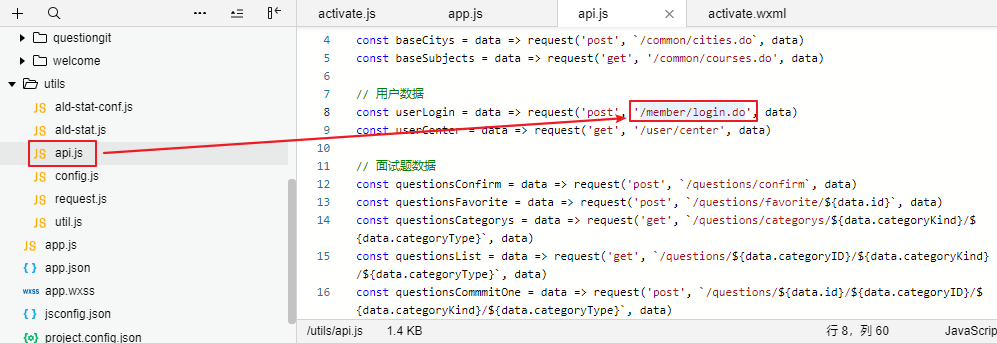 activate.js
app.js
api.js
activate.wxml
questiongit
welcome
utils
ald-stat-conf.js
ald-stat.js
api.js
config.js
request.js
util.js
app.js
app.json
app.wxss
jsconfig.json
project.config.json
4 const baseCitys = data => request('post', `/common/cities.do`, data)
5 const baseSubjects = data => request('get', '/common/courses.do', data)
6
7 // 用户数据
8 const userLogin = data => request('post', '/member/login.do', data)
9 const userCenter = data => request('get', '/user/center', data)
10
11 // 面试题数据
12 const questionsConfirm = data => request('post', `/questions/confirm`, data)
13 const questionsFavorite = data => request('post', `/questions/favorite/${data.id}`, data)
14 const questionsCategorys = data => request('get', `/questions/categorys/${data.categoryKind}/$
{data.categoryType}`, data)
15 const questionsList = data => request('get', `/questions/${data.categoryID}/${data.categoryKind}
/${data.categoryType}`, data)
16 const questionsCommmitOne = data => request('post', `/questions/${data.id}/${data.categoryID}/$
{data.categoryKind}/${data.categoryType}`, data)
/utils/api.js 1.4 KB 行 8，列 60 JavaScrip